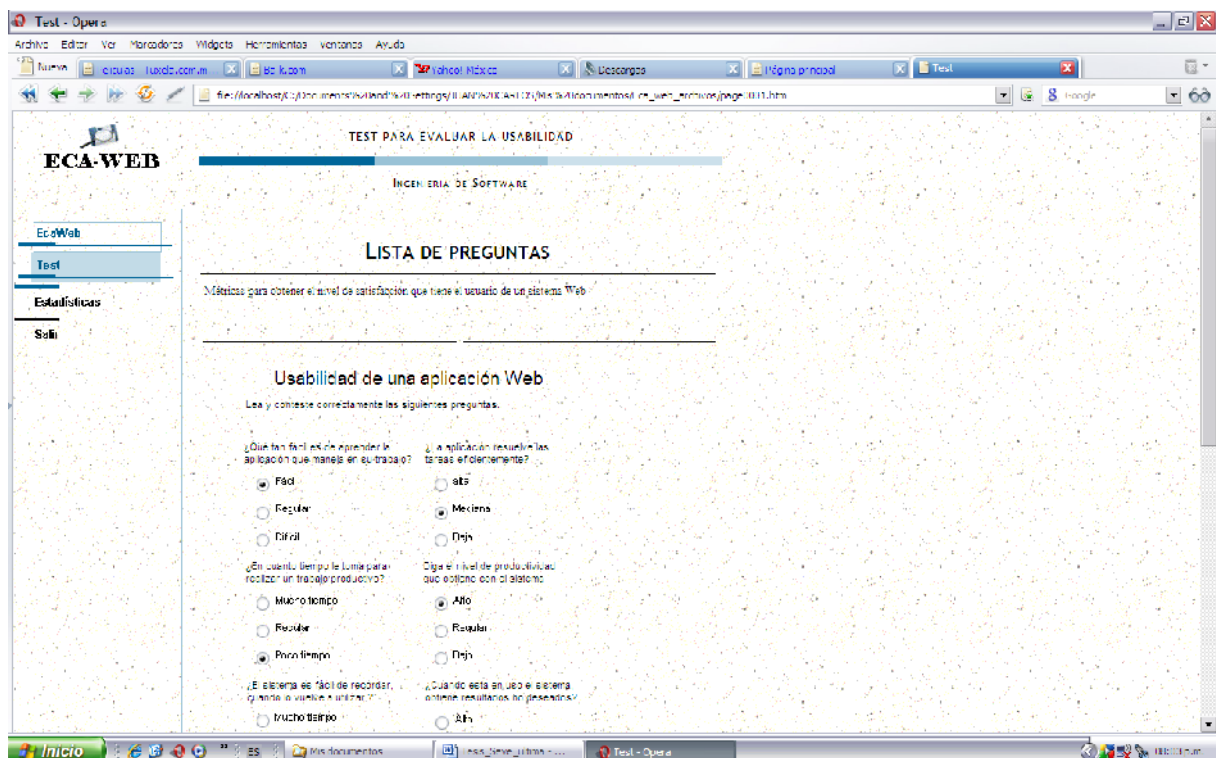 Test - Opera
Archivo Editar Ver Marcadores Widgets Herramientas Ventanas Ayuda
Nueva
Yahoo! México
Descargas
Página principal
Test
Google
ECA-WEB
TEST PARA EVALUAR LA USABILIDAD
INGENIERIA DE SOFTWARE
EcaWeb
Test
Estadísticas
Salir
LISTA DE PREGUNTAS
Métricas para obtener el nivel de satisfacción que tiene el usuario de un sistema Web
Usabilidad de una aplicación Web
Lea y conteste correctamente las siguientes preguntas.
¿Qué tan fácil es de aprender la
aplicación que maneja en su trabajo?
Fácil
Regular
Difícil
¿La aplicación resuelve las
tareas eficientemente?
alta
Mediana
Baja
¿En cuanto tiempo le toma para
realizar un trabajo productivo?
Mucho tiempo
Regular
Poco tiempo
Diga el nivel de productividad
que obtiene con el sistema
Alto
Regular
Bajo
¿El sistema es fácil de recordar,
cuando lo vuelve a utilizar?
Mucho tiempo
¿Cuando esta en uso el sistema
obtiene resultados no deseados?
Alto
Inicio
ES
Mis documentos
Test - Opera